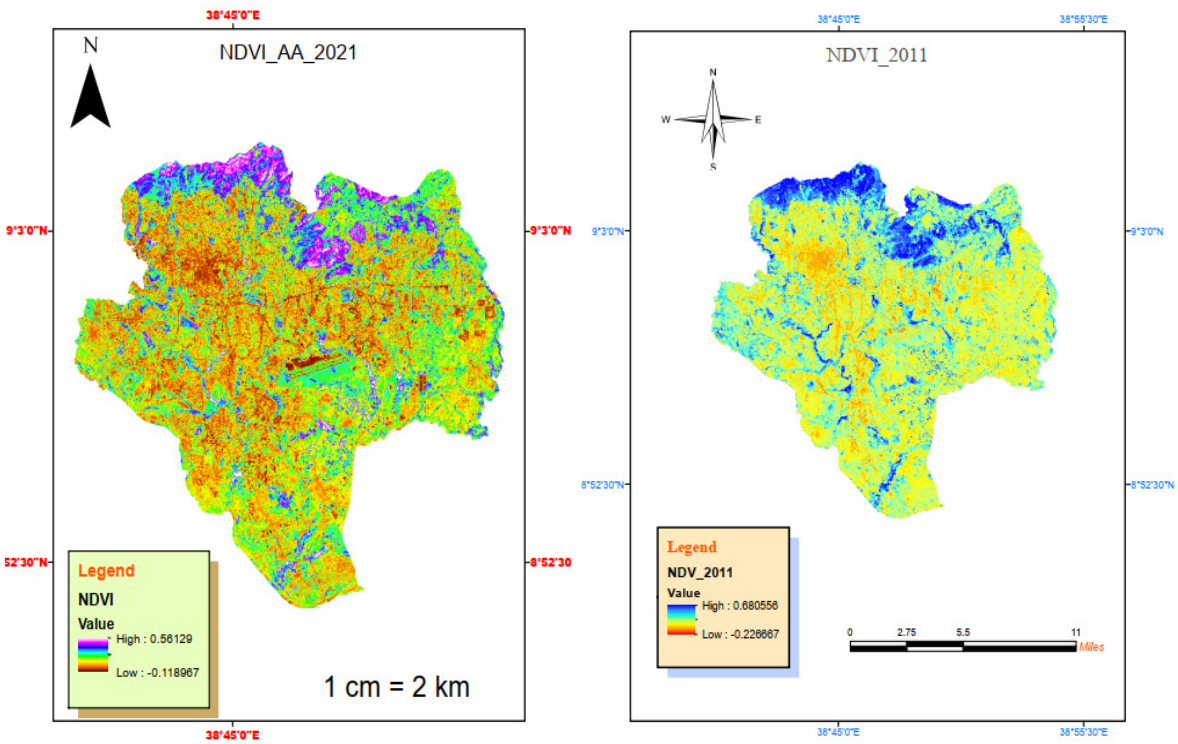 38°45'0"E
NDVI_AA_2021
N
9°3'0"N
9°3'0"N
52'30"N
8°52'30
Legend
NDVI
Value
High : 0.56129
Low : -0.118967
1 cm = 2 km
38°45'0"E
38°45'0"E
38°55'30"E
NDVI_2011
N
W
E
S
9°3'0"N
9°3'0"N
8°52'30"N
8°52'30"N
Legend
NDV_2011
Value
High : 0.680556
Low : -0.226667
0 2.75 5.5 11
Miles
38°45'0"E
38°55'30"E